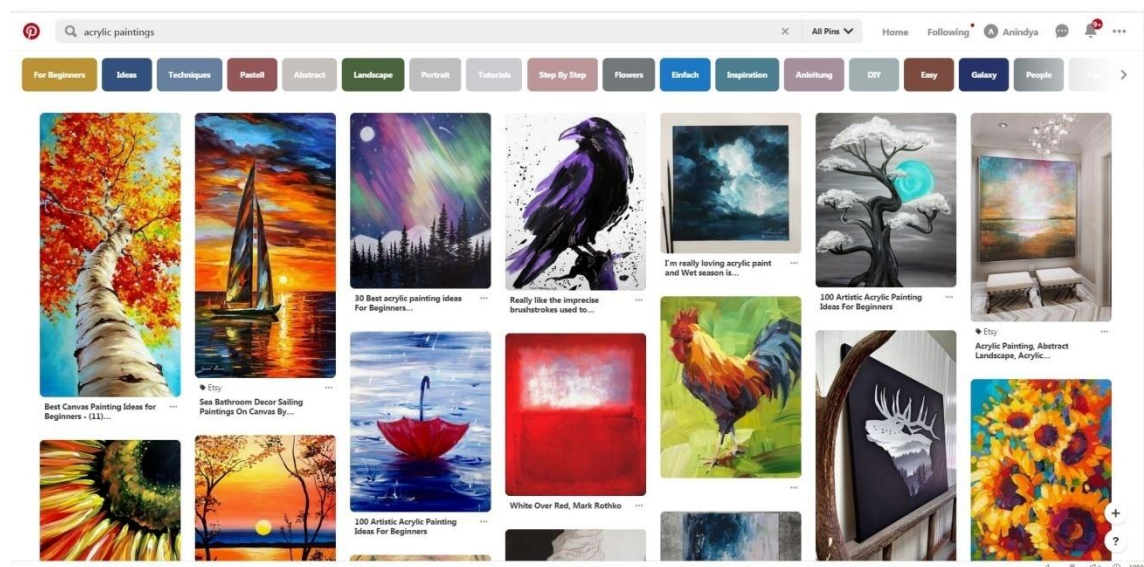 acrylic paintings
All Pins
Home
Following
A
Anindya
9+
For Beginners
Ideas
Techniques
Pastell
Abstract
Landscape
Portrait
Tutorials
Step By Step
Flowers
Einfach
Inspiration
Anleitung
DIY
Easy
Galaxy
People
Best Canvas Painting Ideas for
Beginners - (11)...
Etsy
Sea Bathroom Decor Sailing
Paintings On Canvas By...
30 Best acrylic painting ideas
For Beginners...
100 Artistic Acrylic Painting
Ideas For Beginners
Really like the imprecise
brushstrokes used to...
White Over Red, Mark Rothko
I'm really loving acrylic paint
and Wet season is...
100 Artistic Acrylic Painting
Ideas For Beginners
Etsy
Acrylic Painting, Abstract
Landscape, Acrylic...
+
?